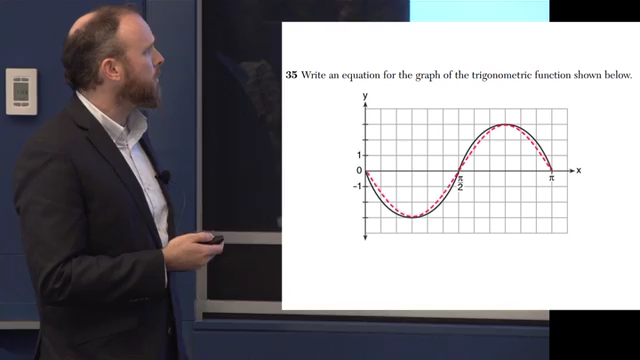 35 Write an equation for the graph of the trigonometric function shown below.
y
1
0
−1
π
2
π
x